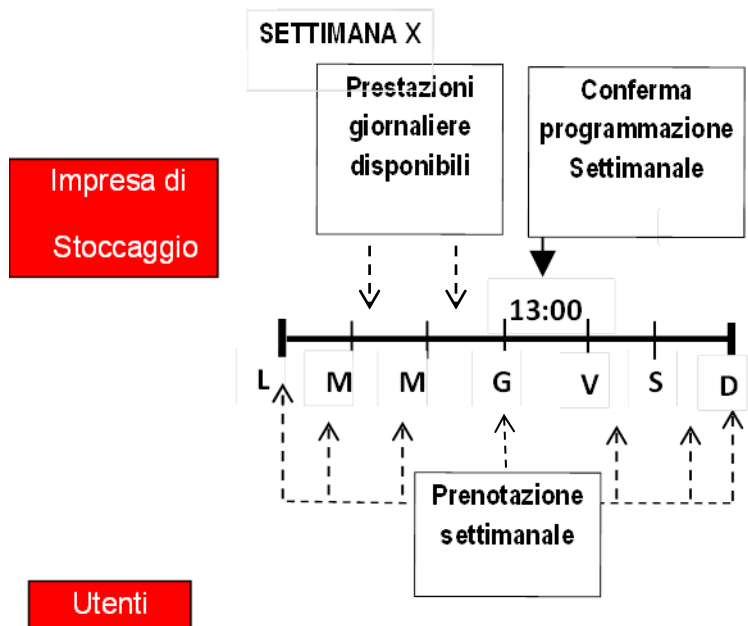 SETTIMANA X
Prestazioni
giornaliere
disponibili
Conferma
programmazione
Settimanale
Impresa di
Stoccaggio
13:00
L M M G V S D
Prenotazione
settimanale
Utenti